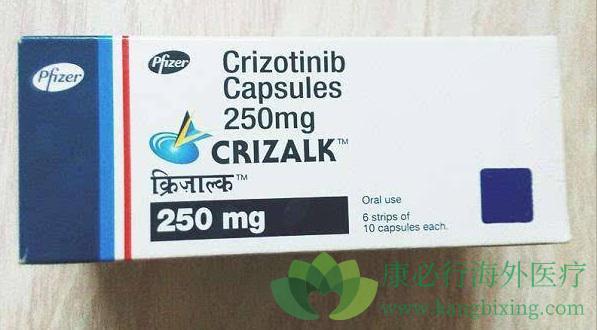 Pfizer
Pfizer
Crizotinib
Capsules
250mg
CRIZALK™
क्रिज़ाल्क™
250 mg
Oral use
6 strips of
10 capsules each.
康必行海外医疗
www.kangbixing.com